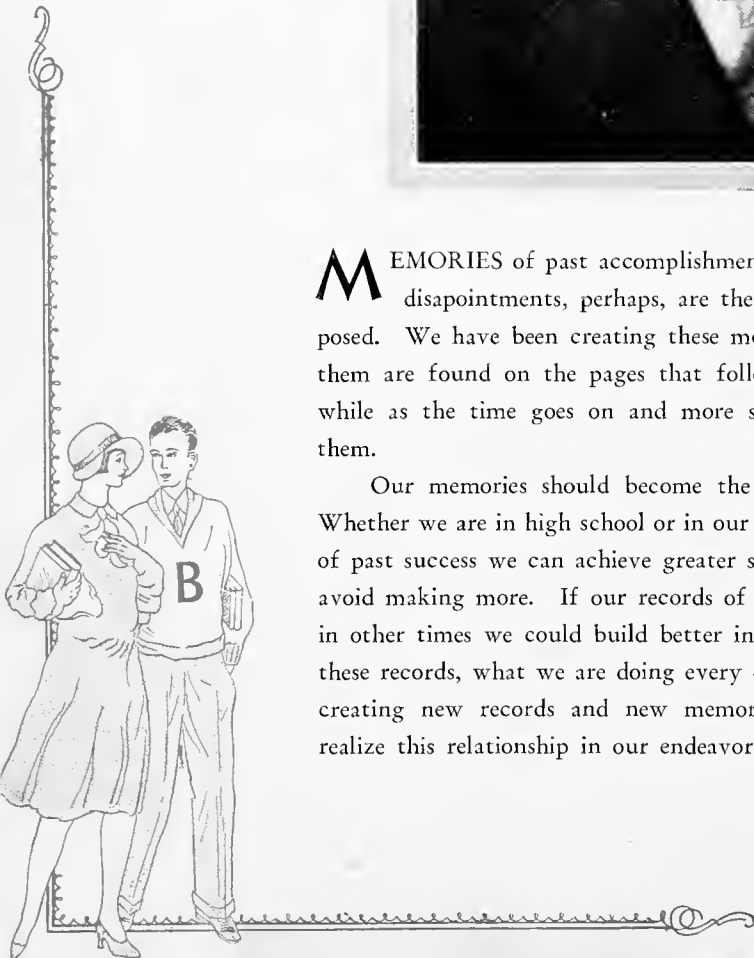 MEMORIES of past accomplishmen
disapointments, perhaps, are the
posed. We have been creating these m
them are found on the pages that foll
while as the time goes on and more s
them.
Our memories should become the
Whether we are in high school or in our
of past success we can achieve greater s
avoid making more. If our records of
in other times we could build better in
these records, what we are doing every
creating new records and new memor
realize this relationship in our endeavor
B